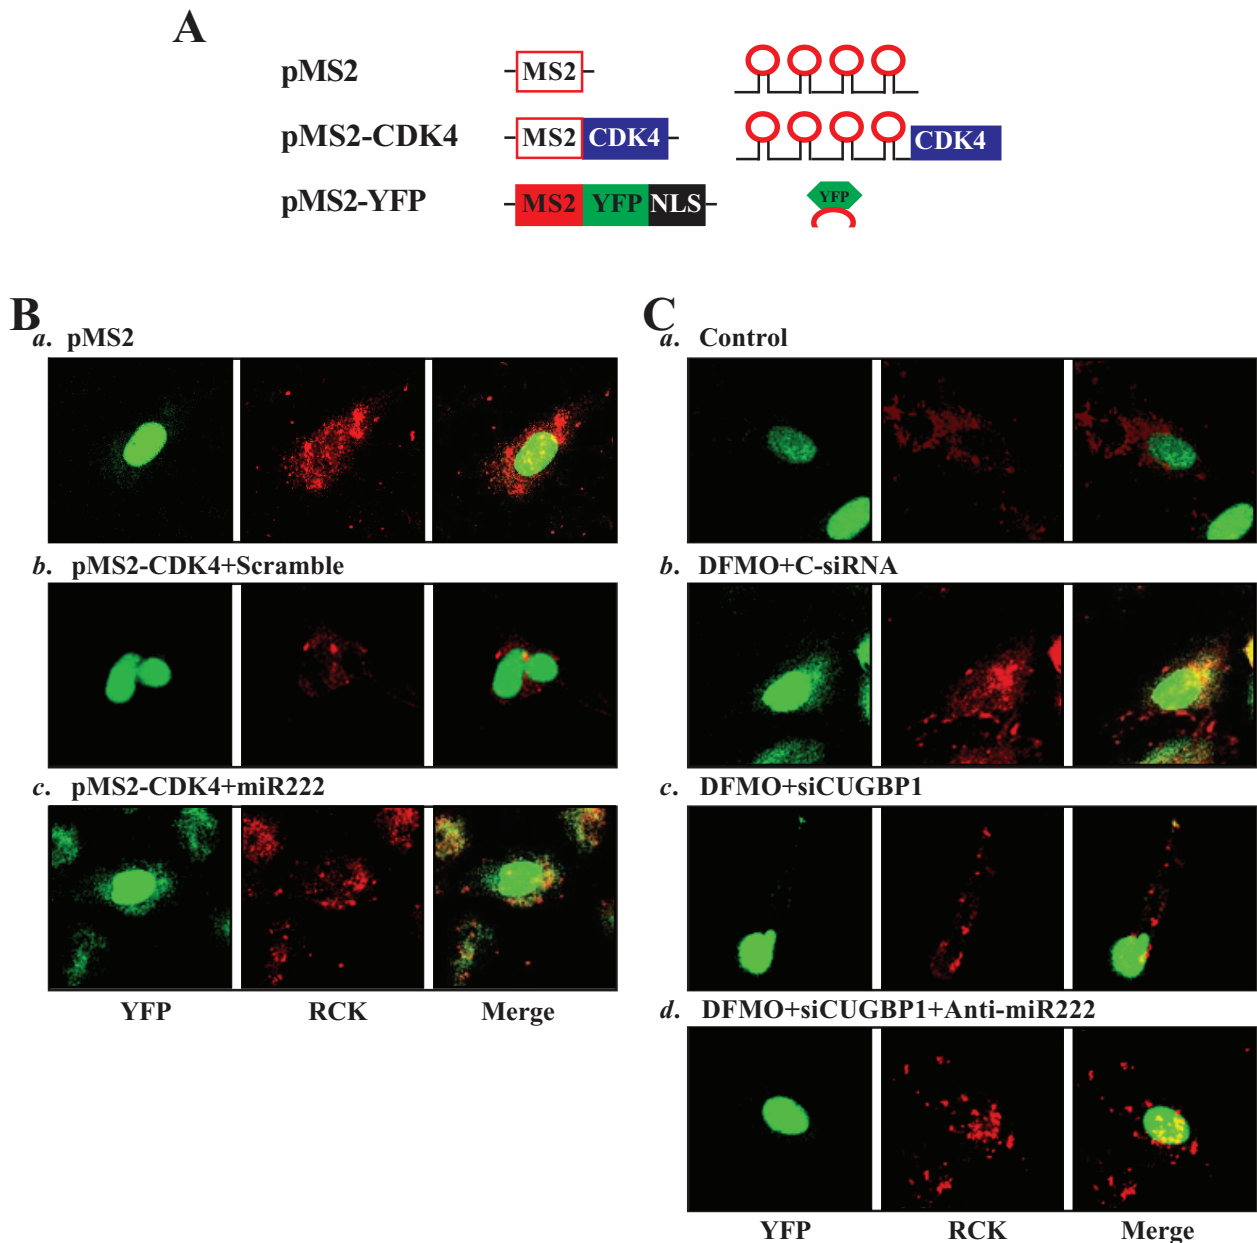 A
pMS2 MS2
pMS2-CDK4 MS2 CDK4 CDK4
pMS2-YFP MS2 YFP NLS YFP
B
a. pMS2
b. pMS2-CDK4+Scramble
c. pMS2-CDK4+miR222
YFP RCK Merge
C
a. Control
b. DFMO+C-siRNA
c. DFMO+siCUGBP1
d. DFMO+siCUGBP1+Anti-miR222
YFP RCK Merge